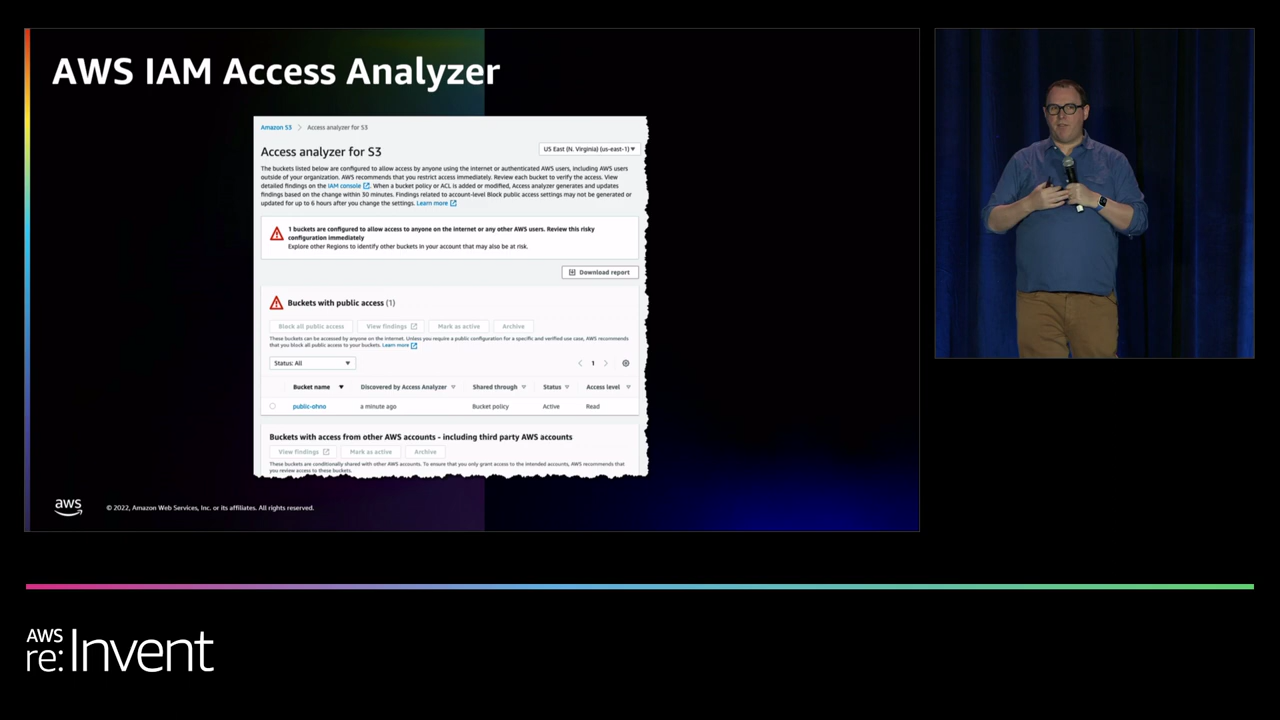 AWS IAM Access Analyzer
Amazon S3 > Access analyzer for S3
Access analyzer for S3
US East (N. Virginia) (us-east-1) ▼
The buckets listed below are configured to allow access by anyone using the internet or authenticated AWS users, including AWS users
outside of your organization. AWS recommends that you restrict access immediately. Review each bucket to verify the access. View
detailed findings on the IAM console. When a bucket policy or ACL is added or modified, Access analyzer generates and updates
findings based on the change within 30 minutes. Findings related to account-level Block public access settings may not be generated or
updated for up to 6 hours after you change the settings. Learn more
1 buckets are configured to allow access to anyone on the internet or any other AWS users. Review this risky
configuration immediately
Explore other Regions to identify other buckets in your account that may also be at risk.
Download report
Buckets with public access (1)
Block all public access View findings Mark as active Archive
These buckets can be accessed by anyone on the internet. Unless you require a public configuration for a specific and verified use case, AWS recommends
that you block all public access to your buckets. Learn more
Status: All ▼ < 1 >
Bucket name ▼ Discovered by Access Analyzer ▽ Shared through ▽ Status ▽ Access level ▽
public-ohno a minute ago Bucket policy Active Read
Buckets with access from other AWS accounts - including third party AWS accounts
View findings Mark as active Archive
These buckets are conditionally shared with other AWS accounts. To ensure that you only grant access to the intended accounts, AWS recommends that
you review access to these buckets.
aws
© 2022, Amazon Web Services, Inc. or its affiliates. All rights reserved.
AWS
re:Invent